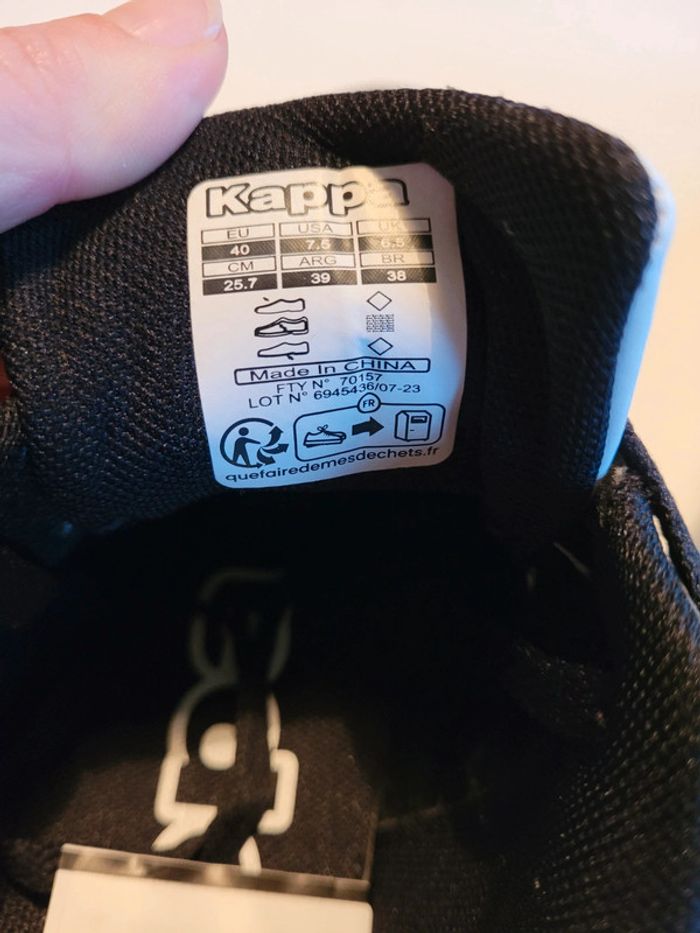 Kappa
EU USA UK
40 7.5 6.5
CM ARG BR
25.7 39 38
Made In CHINA
FTY N° 70157
LOT N° 6945436/07-23
FR
quefairedemesdechets.fr